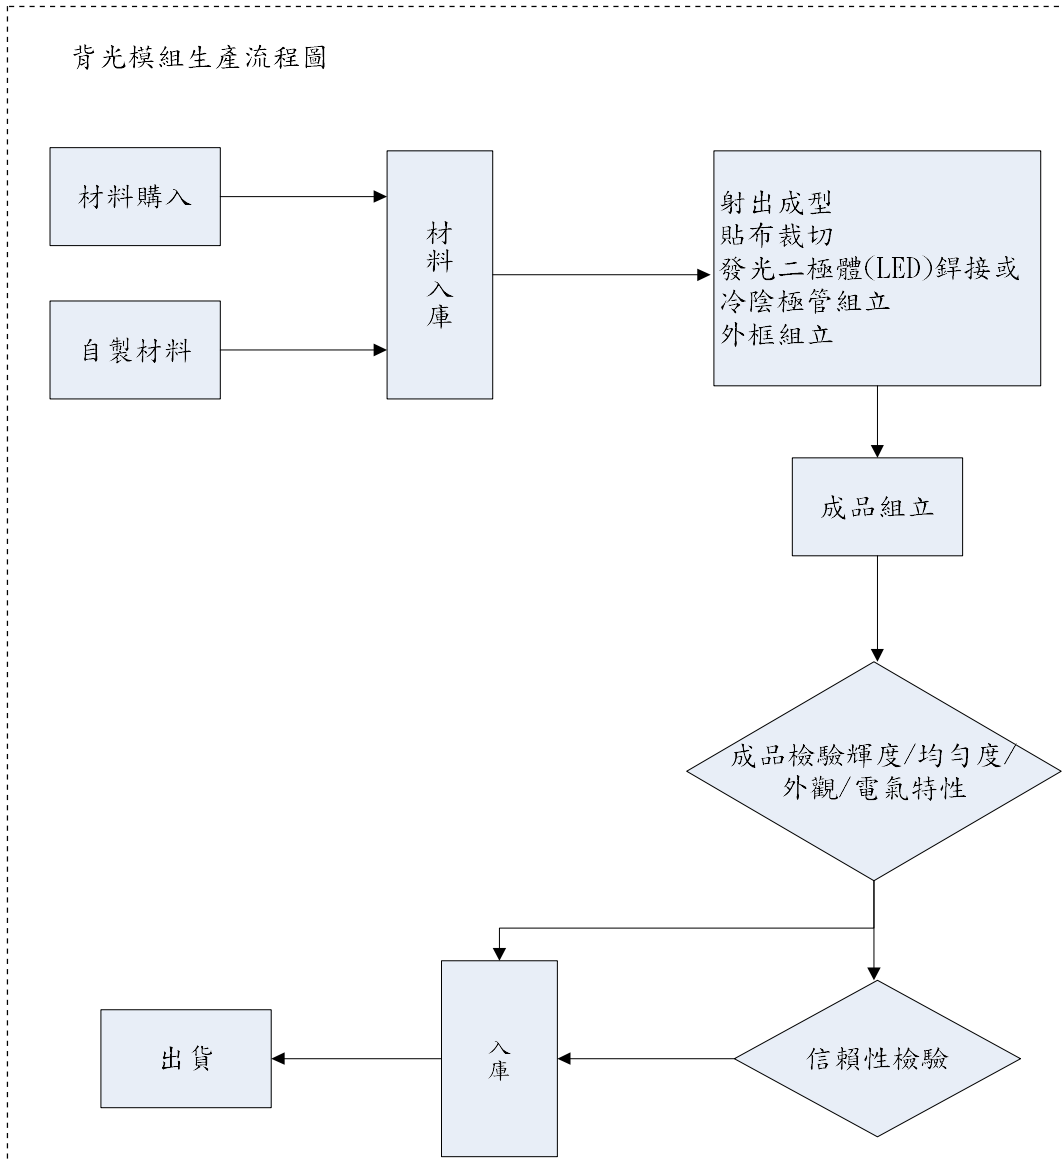 背光模組生產流程圖
材料購入
自製材料
材料入庫
射出成型
貼布裁切
發光二極體(LED)銲接或
冷陰極管組立
外框組立
成品組立
成品檢驗輝度/均勻度/
外觀/電氣特性
信賴性檢驗
入庫
出貨